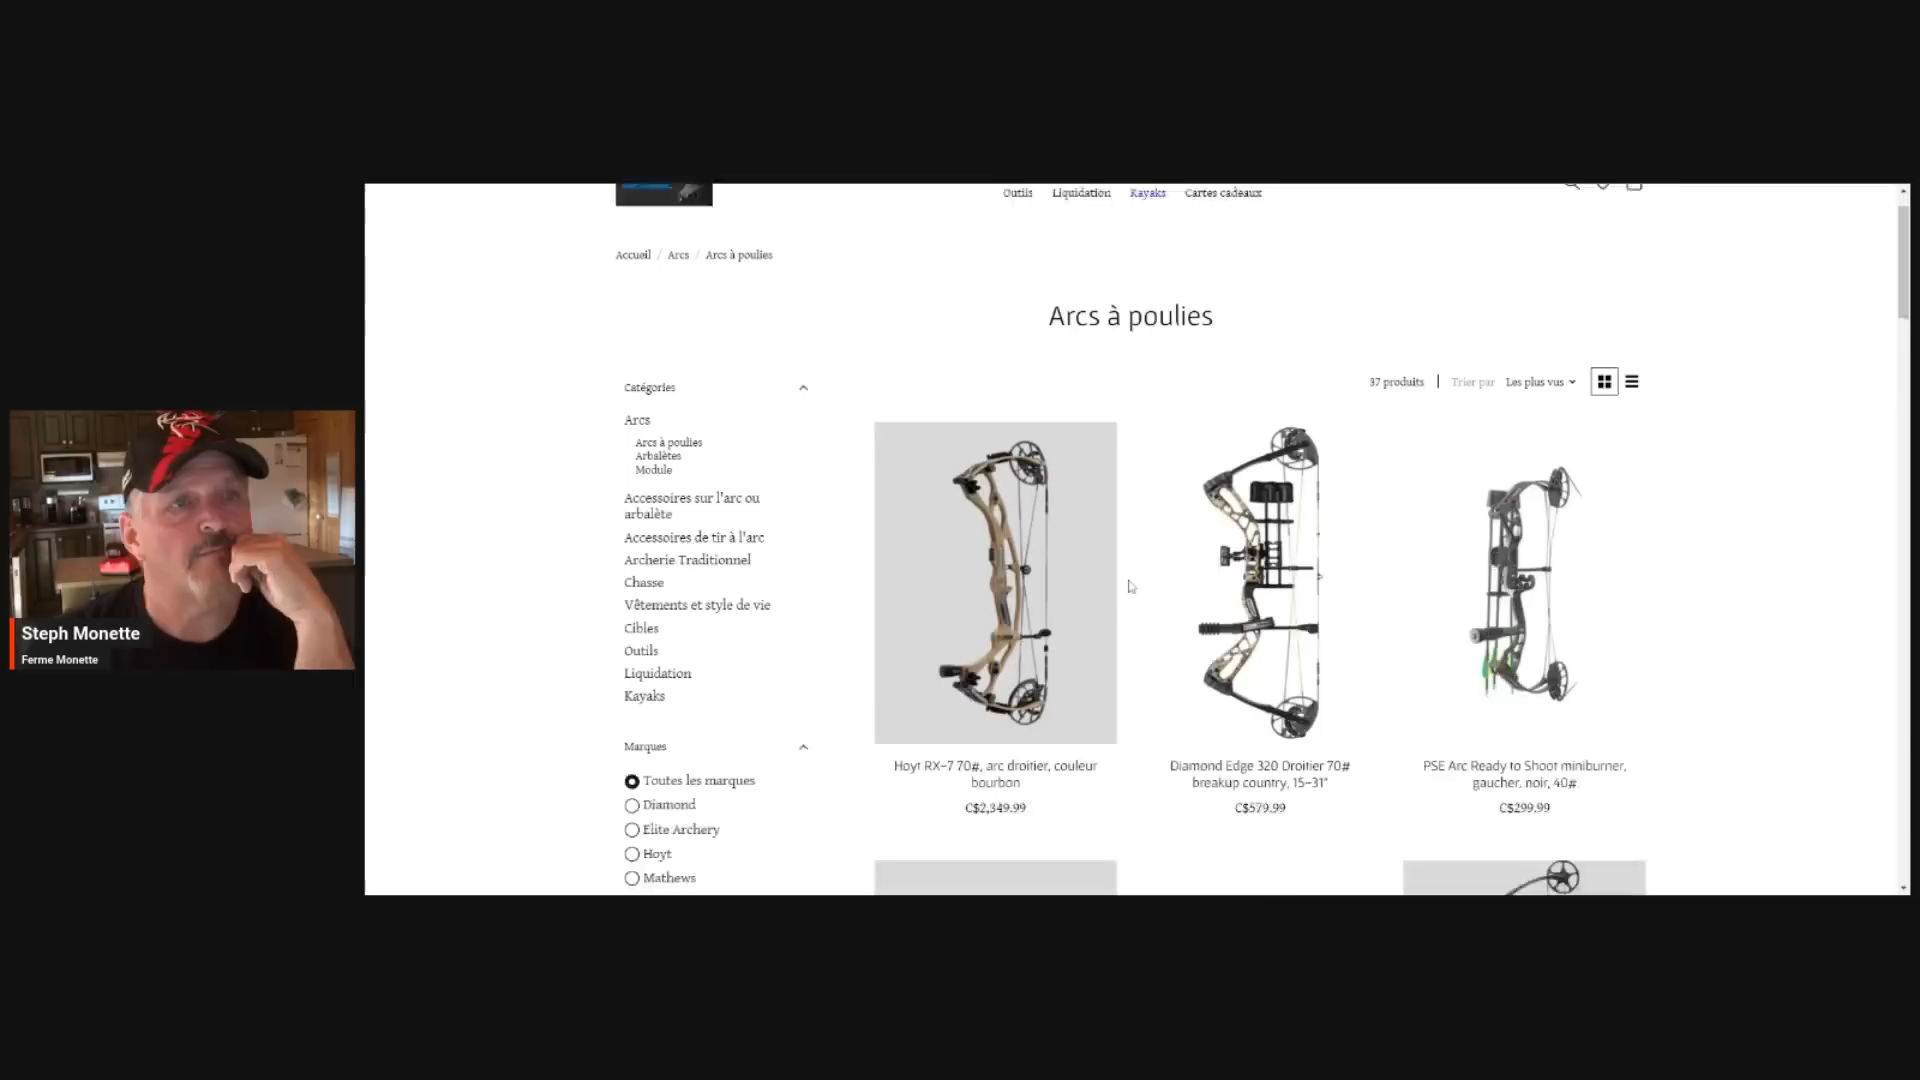 Outils Liquidation Kayaks Cartes cadeaux
Accueil / Arcs / Arcs à poulies
Arcs à poulies
Catégories
37 produits | Trier par Les plus vus
Arcs
Arcs à poulies
Arbalètes
Module
Accessoires sur l'arc ou
arbalète
Accessoires de tir à l'arc
Archerie Traditionnel
Chasse
Vêtements et style de vie
Cibles
Outils
Liquidation
Kayaks
Marques
Toutes les marques
Diamond
Elite Archery
Hoyt
Mathews
Hoyt RX-7 70#, arc droitier, couleur
bourbon
C$2,349.99
Diamond Edge 320 Droitier 70#
breakup country, 15-31"
C$579.99
PSE Arc Ready to Shoot miniburner,
gaucher, noir, 40#
C$299.99
Steph Monette
Ferme Monette